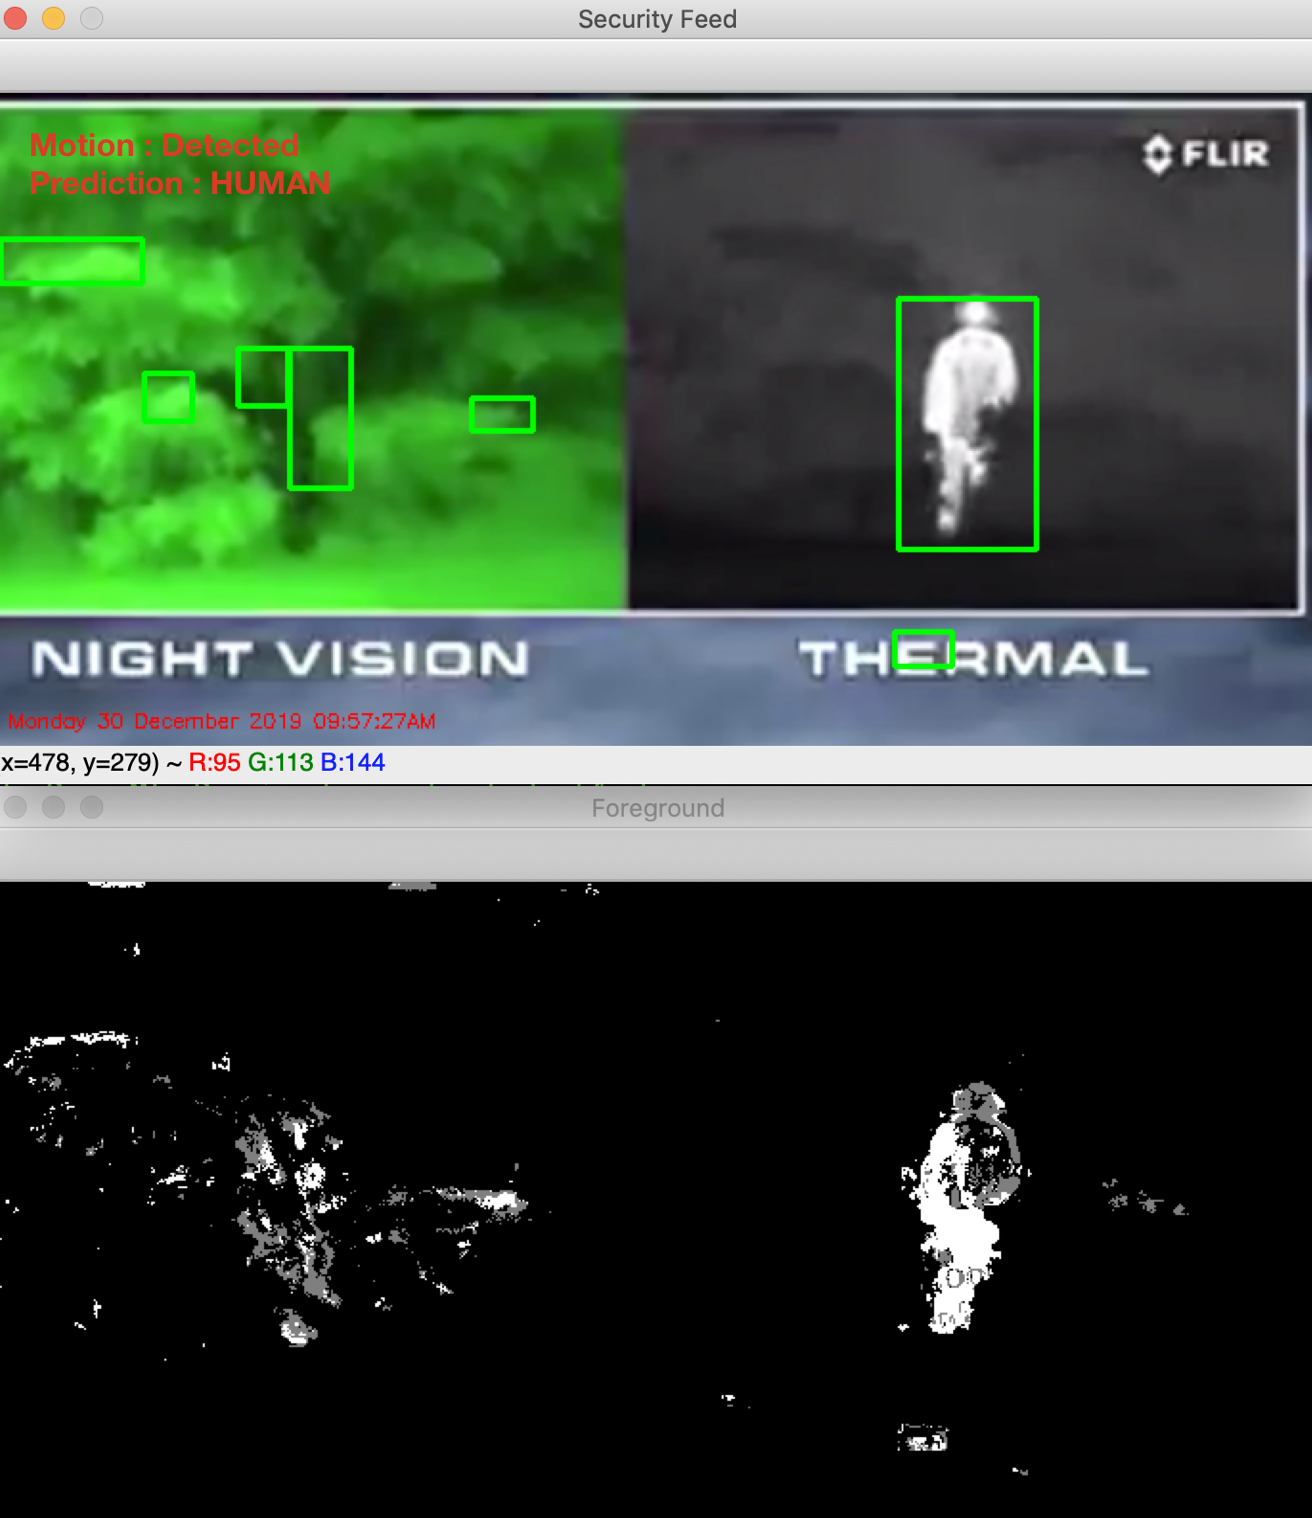 Security Feed
Motion : Detected
Prediction : HUMAN
FLIR
NIGHT VISION
THERMAL
Monday 30 December 2019 09:57:27AM
x=478, y=279) ~ R:95 G:113 B:144
Foreground